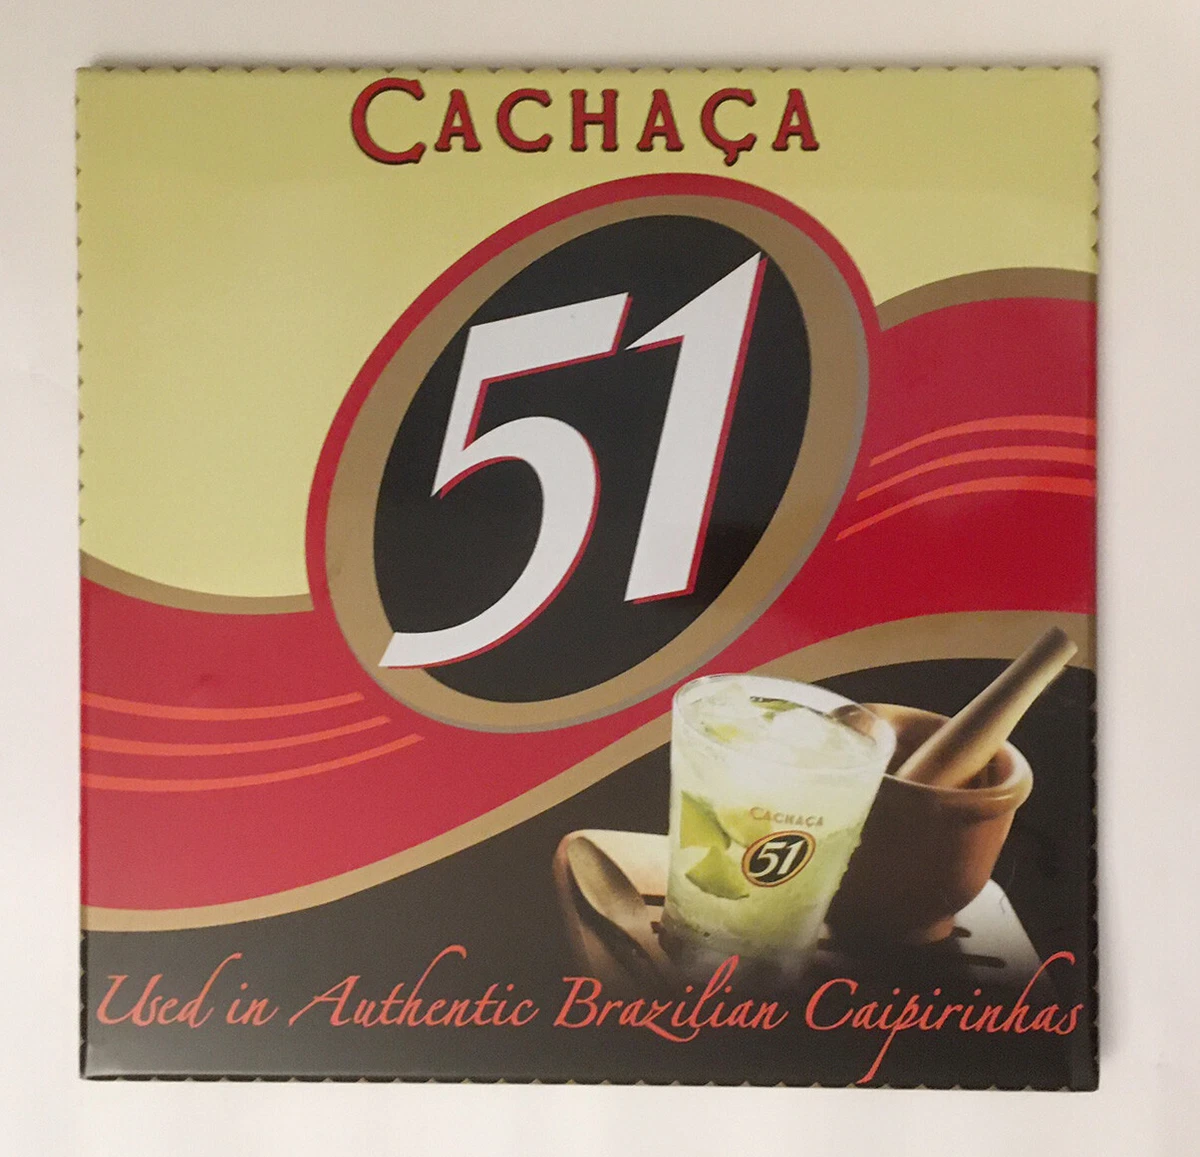 CACHAÇA
51
CACHAÇA
51
Used in Authentic Brazilian Caipirinhas